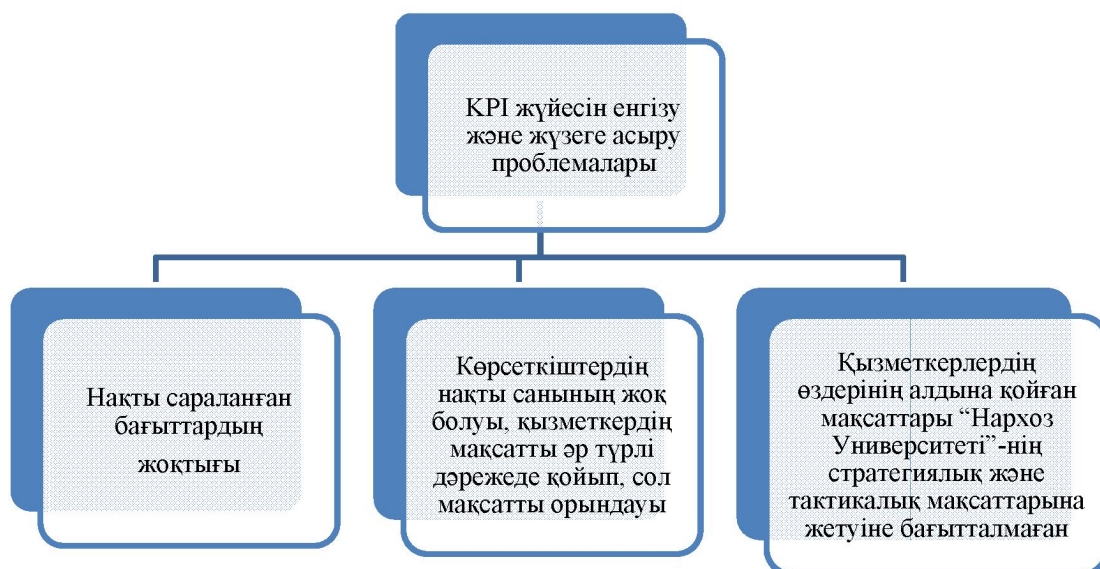 KPI жүйесін енгізу
және жүзеге асыру
проблемалары
Нақты сараланған
бағыттардың
жоқтығы
Көрсеткіштердің
нақты санының жоқ
болуы, қызметкердің
мақсатты әр түрлі
дәрежеде қойып, сол
мақсатты орындауы
Қызметкерлердің
өздерінің алдына қойған
мақсаттары “Нархоз
Университеті”-нің
стратегиялық және
тактикалық мақсаттарына
жетуіне бағытталмаған